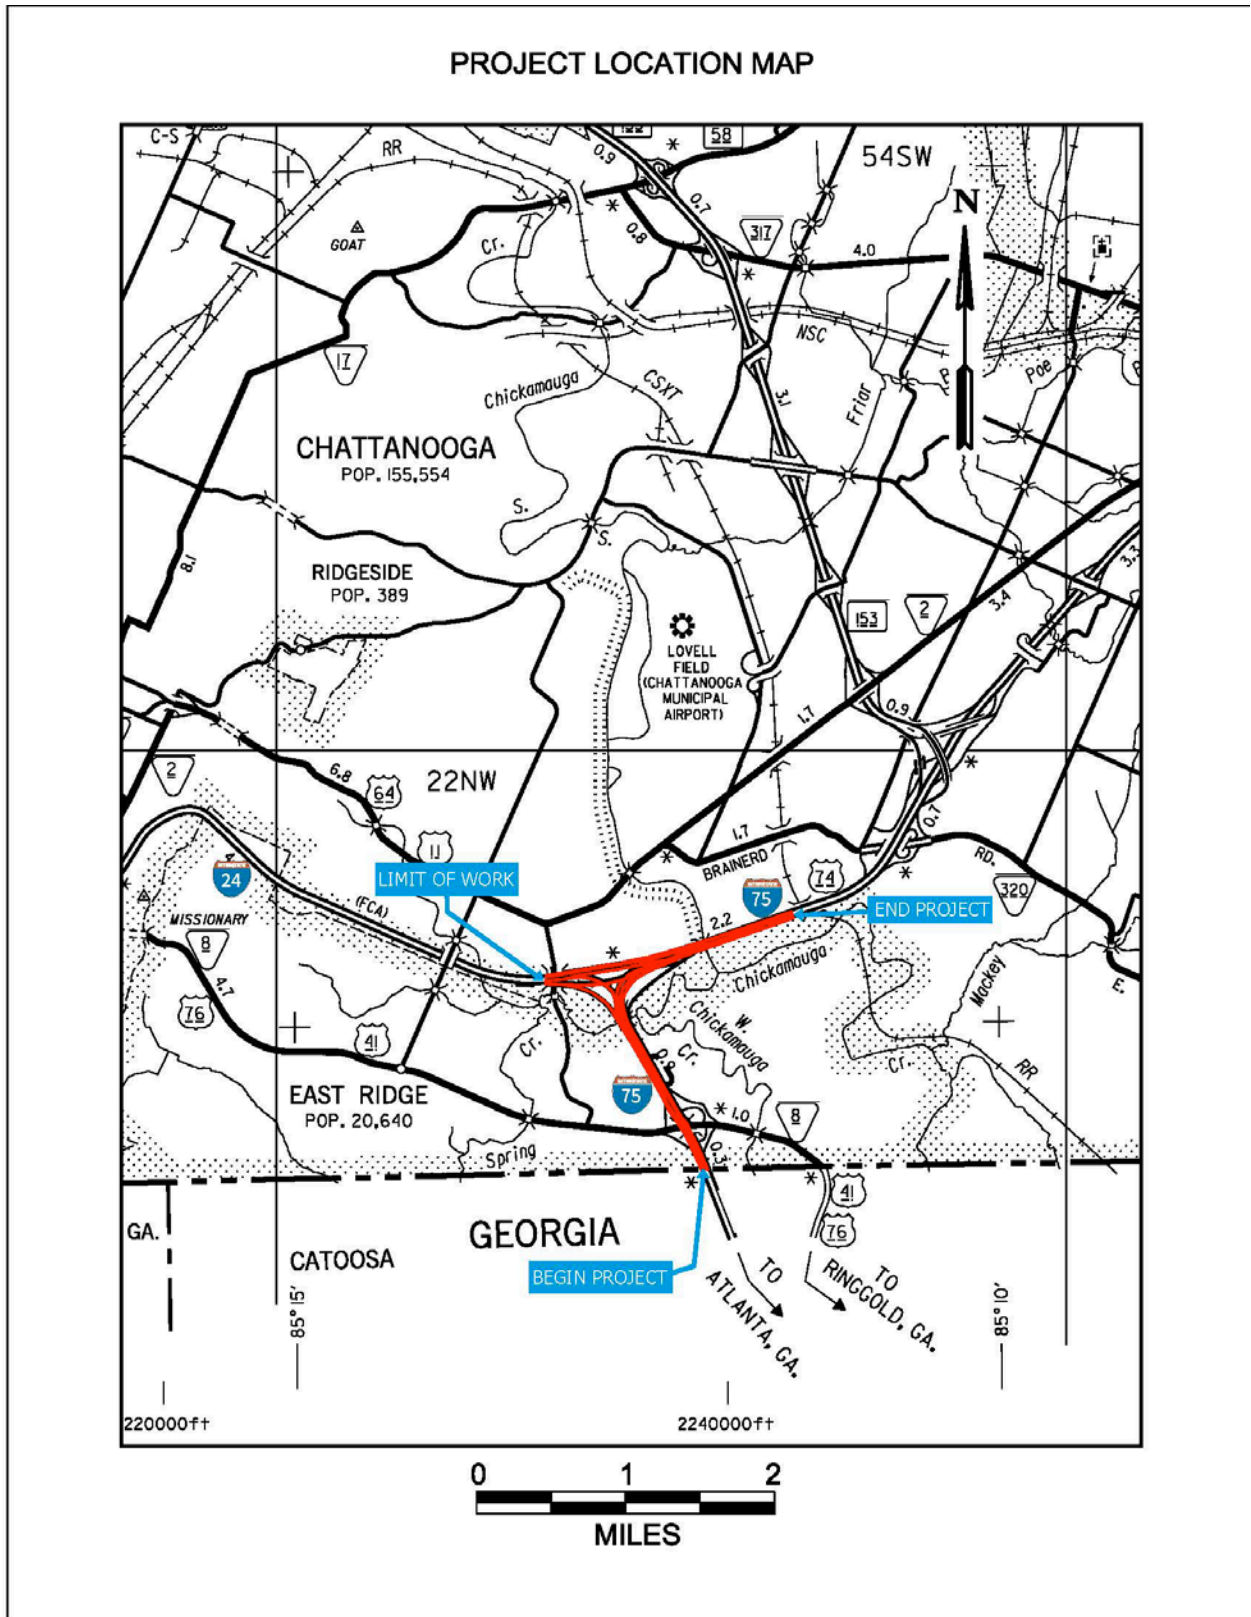 PROJECT LOCATION MAP
C-S
RR
0.9
58
54SW
0.7
N
GOAT
Cr.
0.8
317
4.0
17
NSC
3.1
Poe
Chickamauga
CSXT
Friar
CHATTANOOGA
POP. 155,554
S.
S.
8.1
RIDGESIDE
POP. 389
3.3
3.4
153
2
LOVELL
FIELD
(CHATTANOOGA
MUNICIPAL
AIRPORT)
1.7
0.9
2
6.8
64
22NW
0.7
1.7
11
BRAINERD
RD.
LIMIT OF WORK
24
(FCA)
75
74
320
END PROJECT
MISSIONARY
8
2.2
Chickamauga
Mackey
E.
4.7
76
41
W.
Chickamauga
Cr.
Cr.
Cr.
RR
0.8
EAST RIDGE
POP. 20,640
75
1.0
8
Spring
0.3
41
76
GA.
GEORGIA
CATOOSA
BEGIN PROJECT
TO
ATLANTA, GA.
TO
RINGGOLD, GA.
85° 15'
85° 10'
220000ft
2240000ft
0 1 2
MILES